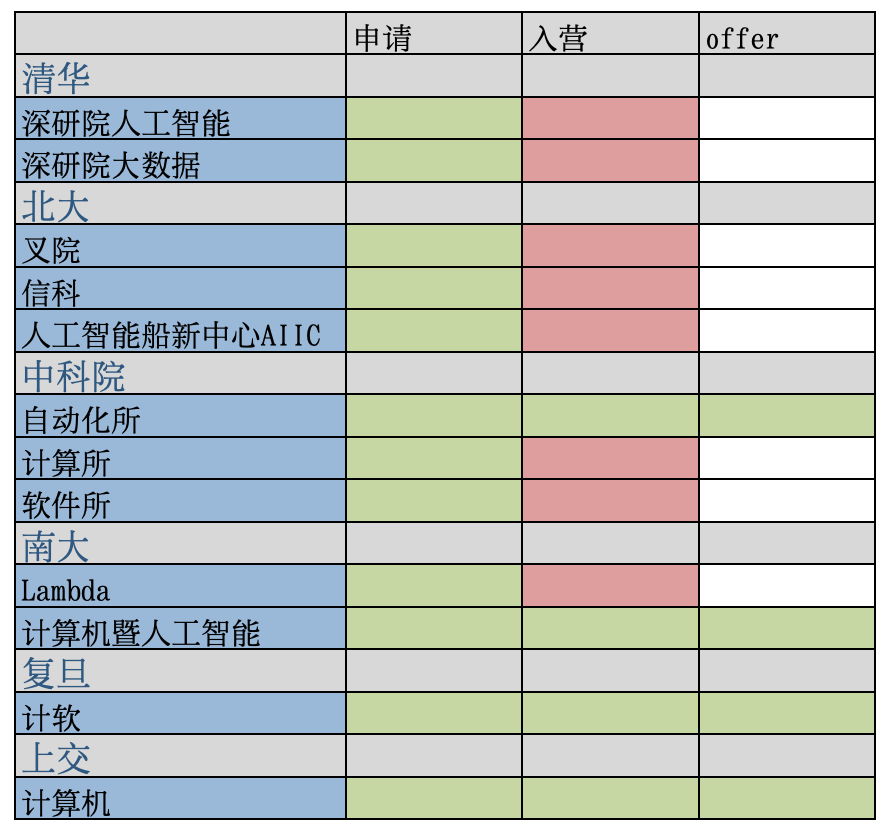 申请 入营 offer
清华
深研院人工智能
深研院大数据
北大
叉院
信科
人工智能船新中心AIIC
中科院
自动化所
计算所
软件所
南大
Lambda
计算机暨人工智能
复旦
计软
上交
计算机